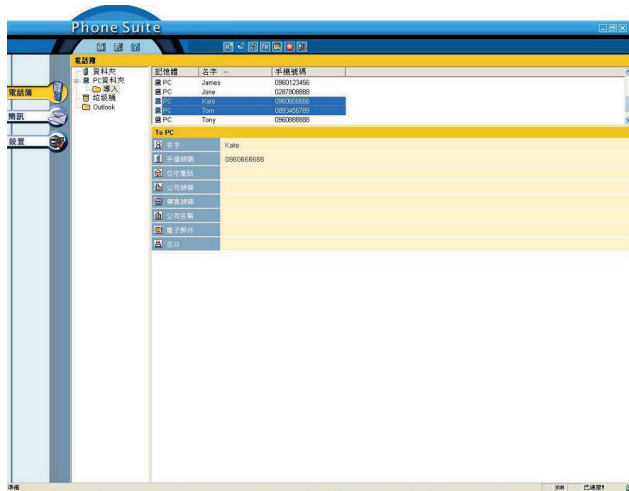 Phone Suite
電話簿
電話簿
簡訊
設置
資料夾
PC資料夾
導入
垃圾桶
Outlook
記憶體 名字 手機號碼
PC James 0960123456
PC Jone 0287808888
PC Kate 0960666666
PC Tom 0893456789
PC Tony 0960888888
To PC
名字 Kate
手機號碼 0960666666
住宅電話
公司號碼
傳真號碼
公司名稱
電子郵件
生日
準備
已連接!